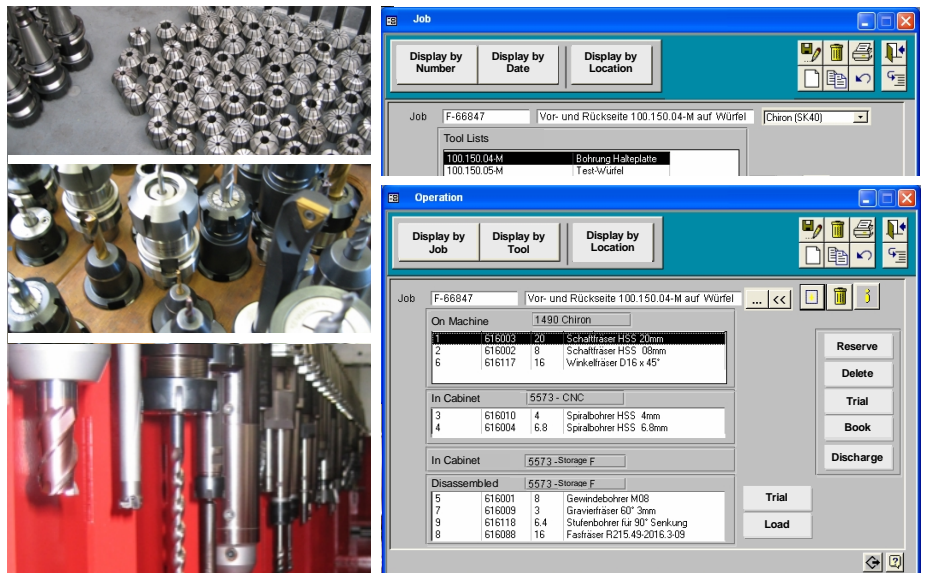 Job
Display by Number
Display by Date
Display by Location
Job F-66847 Vor- und Rückseite 100.150.04-M auf Würfel Chiron (SK40)
Tool Lists
100.150.04-M Bohrung Halteplatte
100.150.05-M Test-Würfel
Operation
Display by Job
Display by Tool
Display by Location
Job F-66847 Vor- und Rückseite 100.150.04-M auf Würfel ... <<
On Machine 1490 Chiron
1 616003 20 Schaftfräser HSS 20mm
2 616002 8 Schaftfräser HSS 08mm
6 616117 16 Winkelfräser D16 x 45°
In Cabinet 5573 - CNC
3 616010 4 Spiralbohrer HSS 4mm
4 616004 6.8 Spiralbohrer HSS 6.8mm
In Cabinet 5573 -Storage F
Disassembled 5573 -Storage F
5 616001 8 Gewindebohrer M08
7 616009 3 Gravierfräser 60° 3mm
9 616118 6.4 Stufenbohrer für 90° Senkung
8 616088 16 Fasfräser R215.49-2016.3-09
Reserve
Delete
Trial
Book
Discharge
Trial
Load